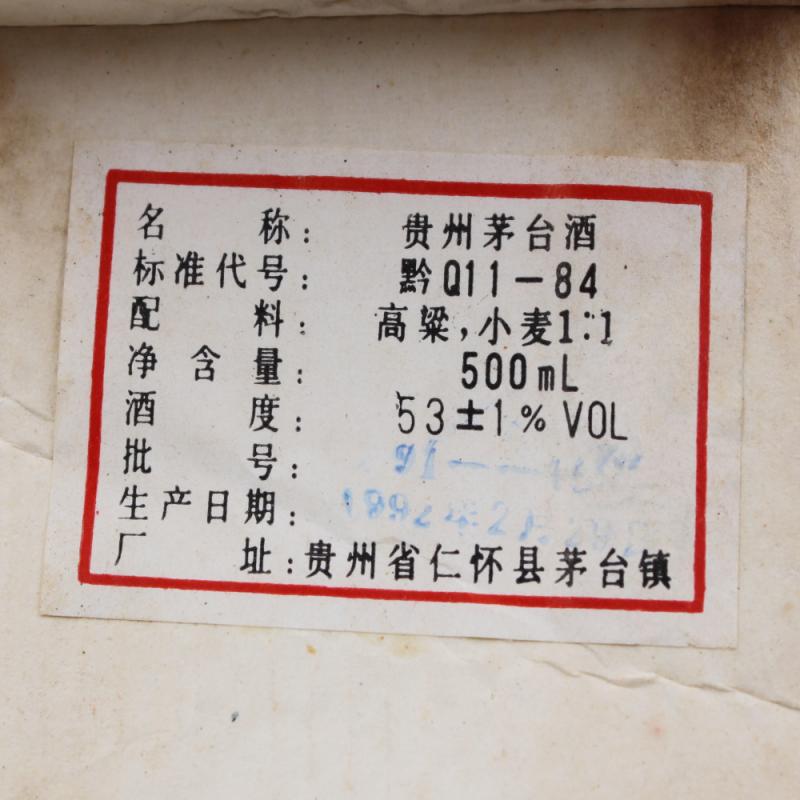 名称：贵州茅台酒
标准代号：黔Q11-84
配料：高粱,小麦1:1
净含量：500mL
酒度：53±1%VOL
批号：
生产日期：
厂址：贵州省仁怀县茅台镇